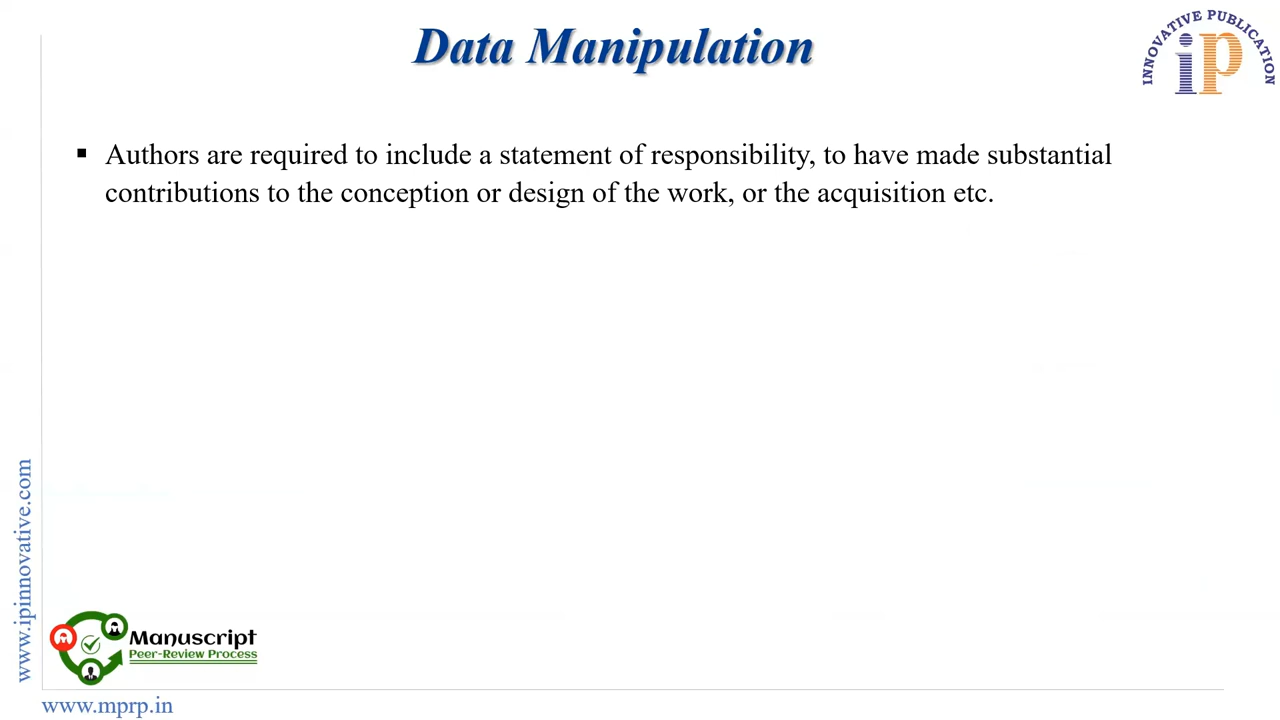 Data Manipulation
INNOVATIVE PUBLICATION
iP
▪ Authors are required to include a statement of responsibility, to have made substantial
contributions to the conception or design of the work, or the acquisition etc.
www.ipinnovative.com
Manuscript
Peer-Review Process
www.mprp.in